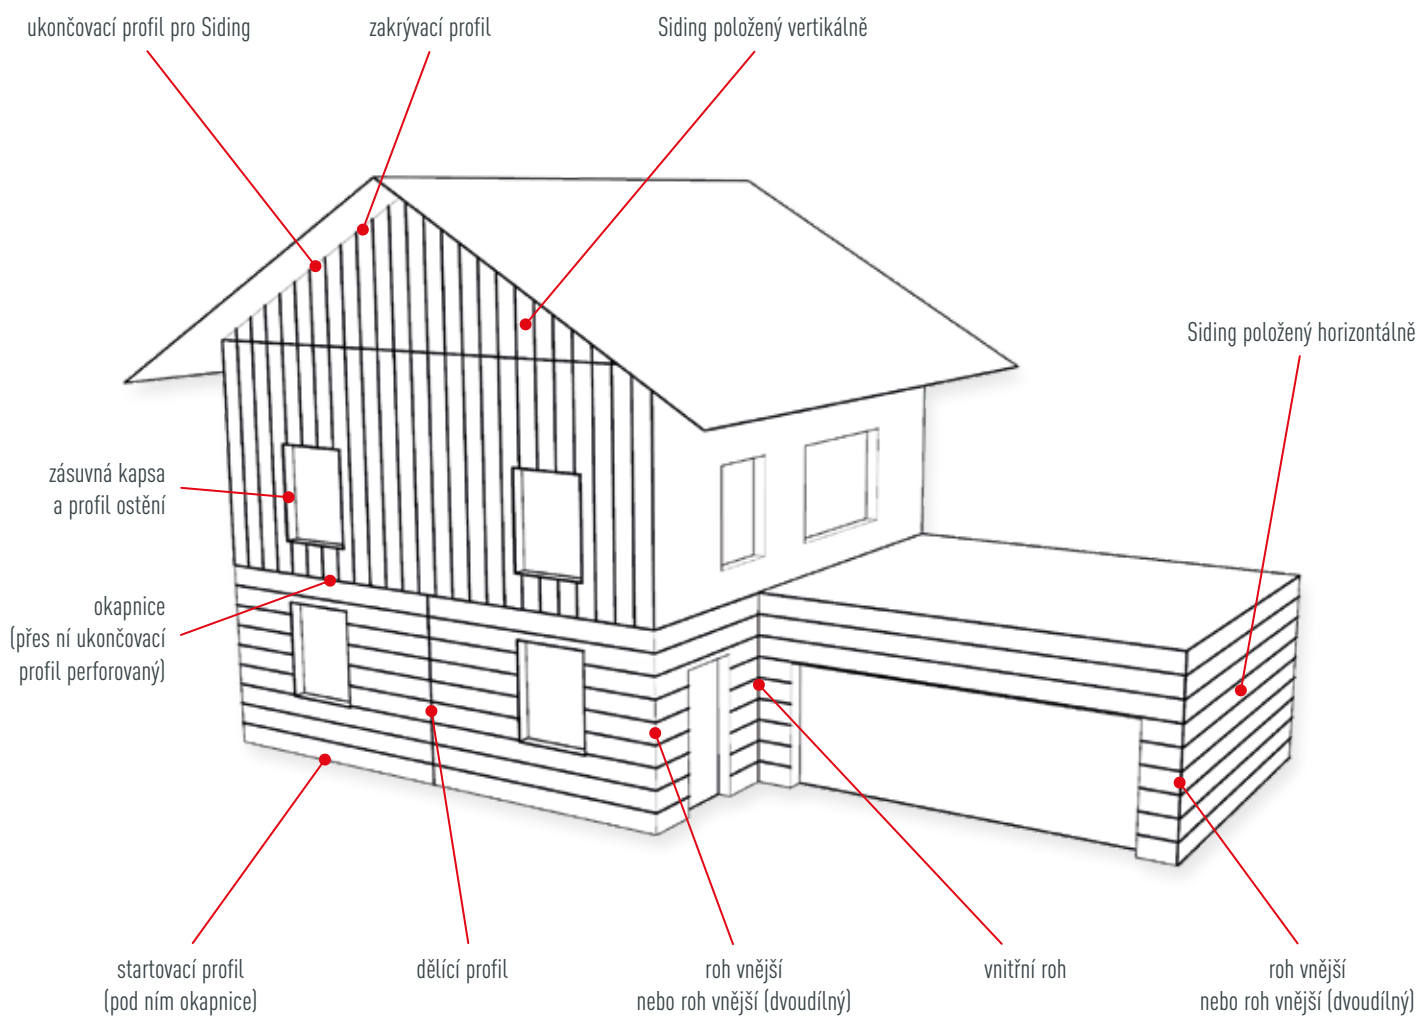 ukončovací profil pro Siding
zakrývací profil
Siding položený vertikálně
Siding položený horizontálně
zásuvná kapsa
a profil ostění
okapnice
(přes ní ukončovací
profil perforovaný)
startovací profil
(pod ním okapnice)
dělící profil
roh vnější
nebo roh vnější (dvoudílný)
vnitřní roh
roh vnější
nebo roh vnější (dvoudílný)